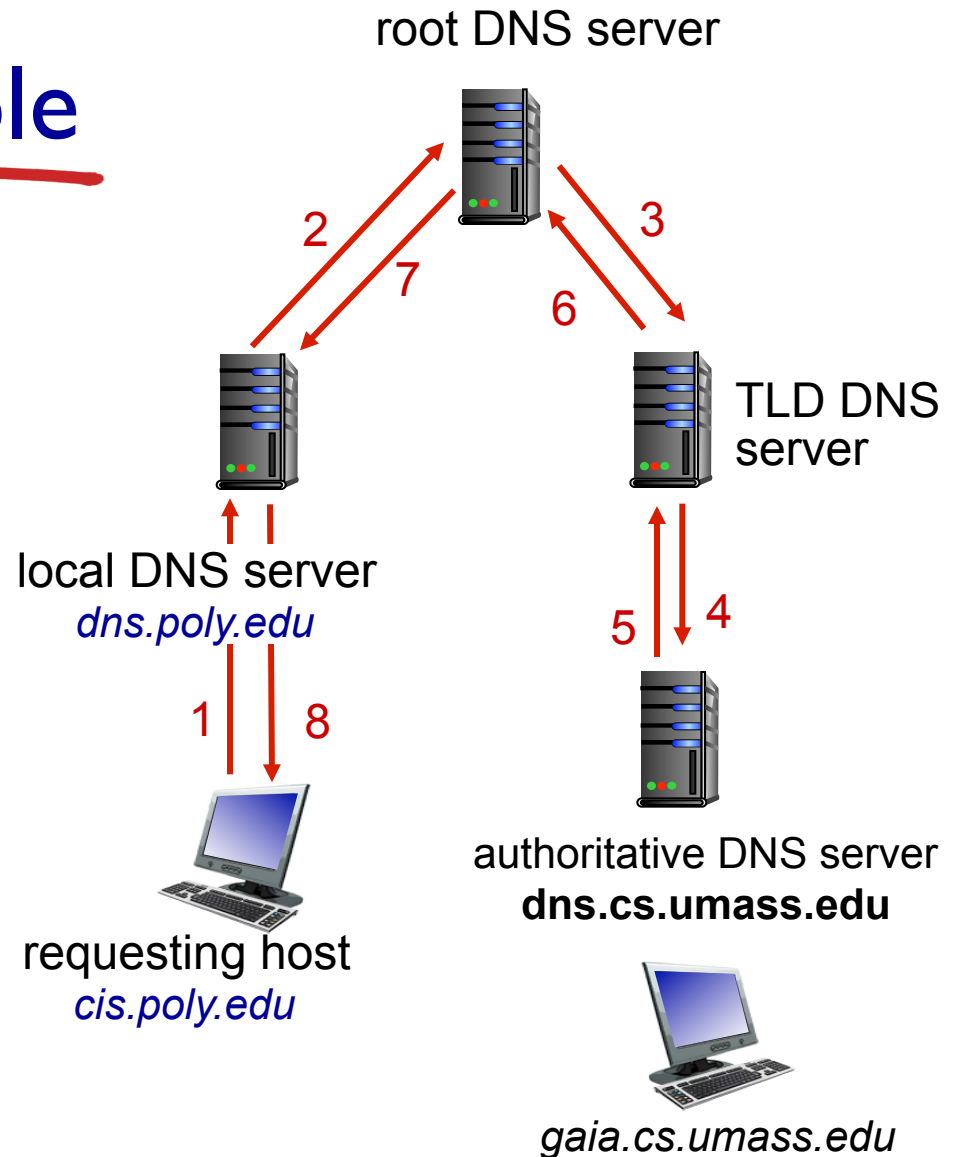 root DNS server
le
2
3
7
6
TLD DNS
server
local DNS server
dns.poly.edu
5
4
1
8
authoritative DNS server
dns.cs.umass.edu
requesting host
cis.poly.edu
gaia.cs.umass.edu